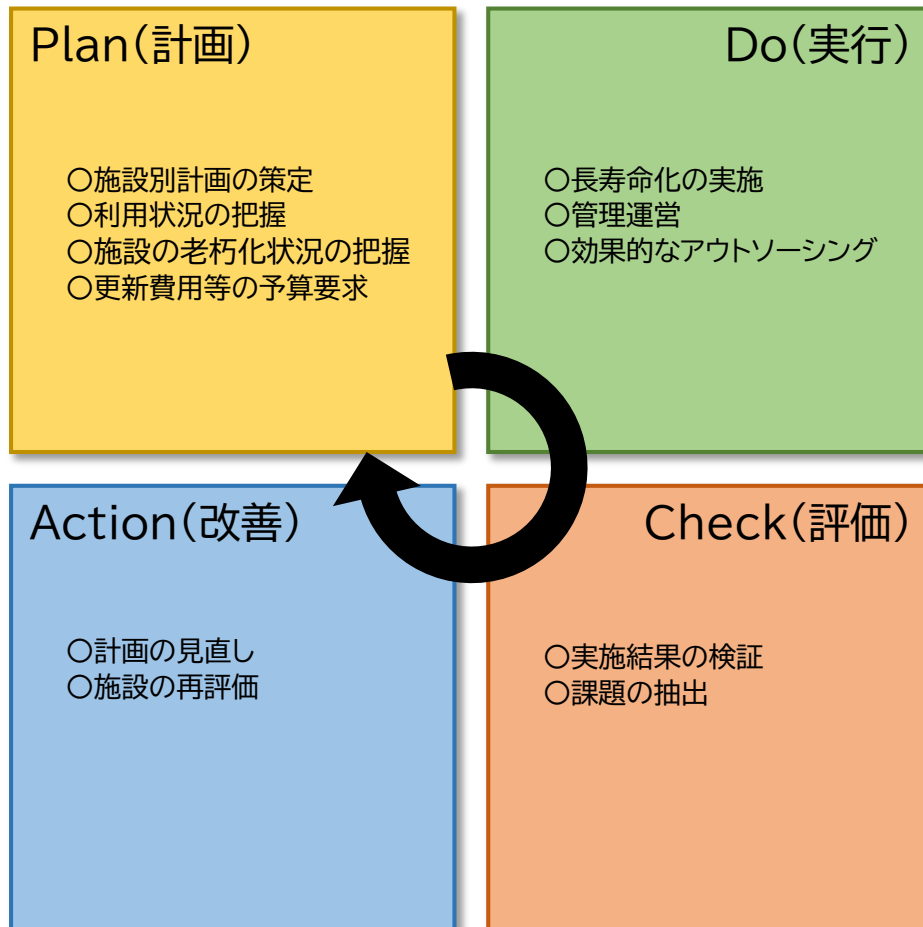 Plan(計画)
○施設別計画の策定
○利用状況の把握
○施設の老朽化状況の把握
○更新費用等の予算要求
Do(実行)
○長寿命化の実施
○管理運営
○効果的なアウトソーシング
Action(改善)
○計画の見直し
○施設の再評価
Check(評価)
○実施結果の検証
○課題の抽出